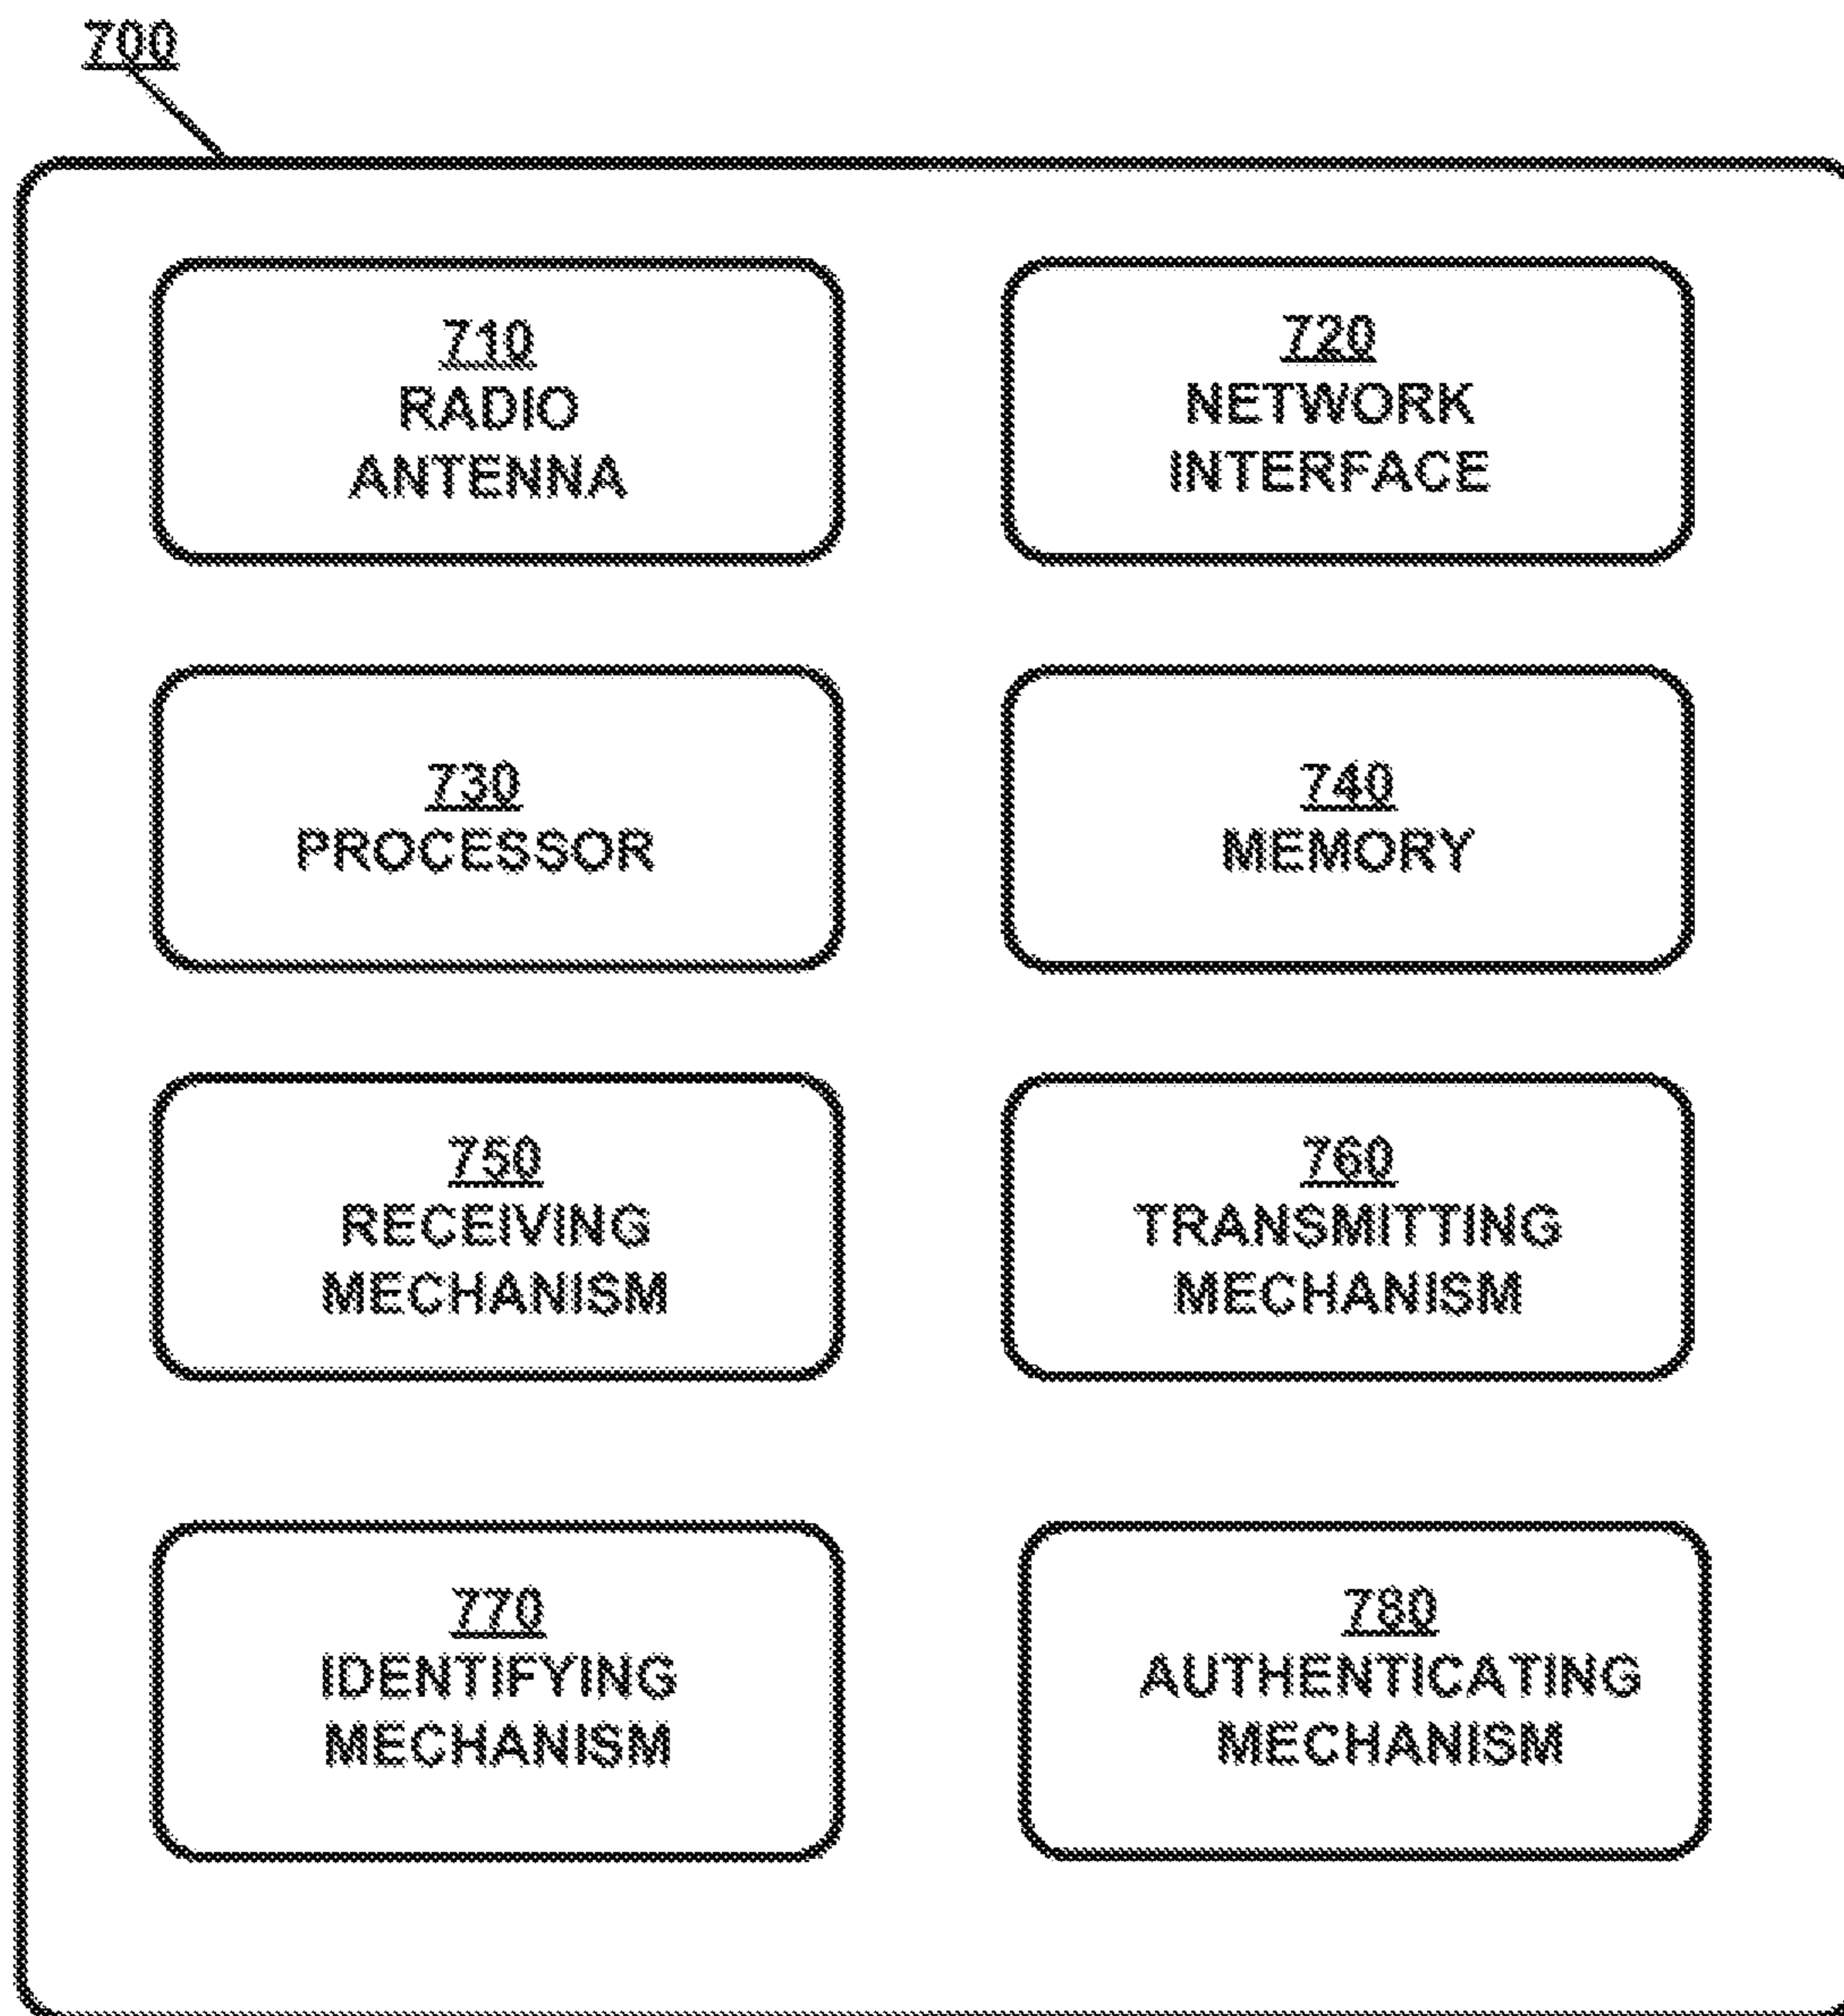 700
710
RADIO
ANTENNA
720
NETWORK
INTERFACE
730
PROCESSOR
740
MEMORY
750
RECEIVING
MECHANISM
760
TRANSMITTING
MECHANISM
770
IDENTIFYING
MECHANISM
780
AUTHENTICATING
MECHANISM